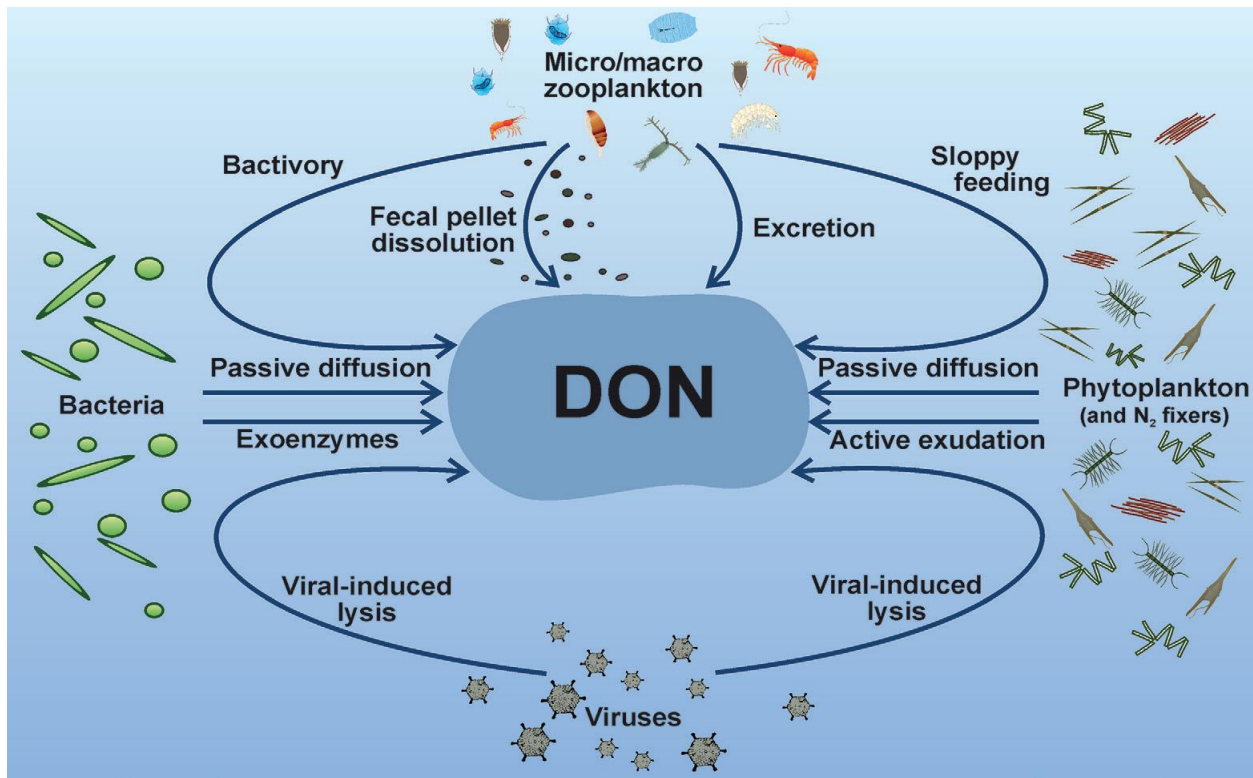 Micro/macro
zooplankton
Bactivory
Sloppy
feeding
Fecal pellet
dissolution
Excretion
DON
Passive diffusion
Bacteria
Exoenzymes
Passive diffusion
Phytoplankton
(and N₂ fixers)
Active exudation
Viral-induced
lysis
Viral-induced
lysis
Viruses